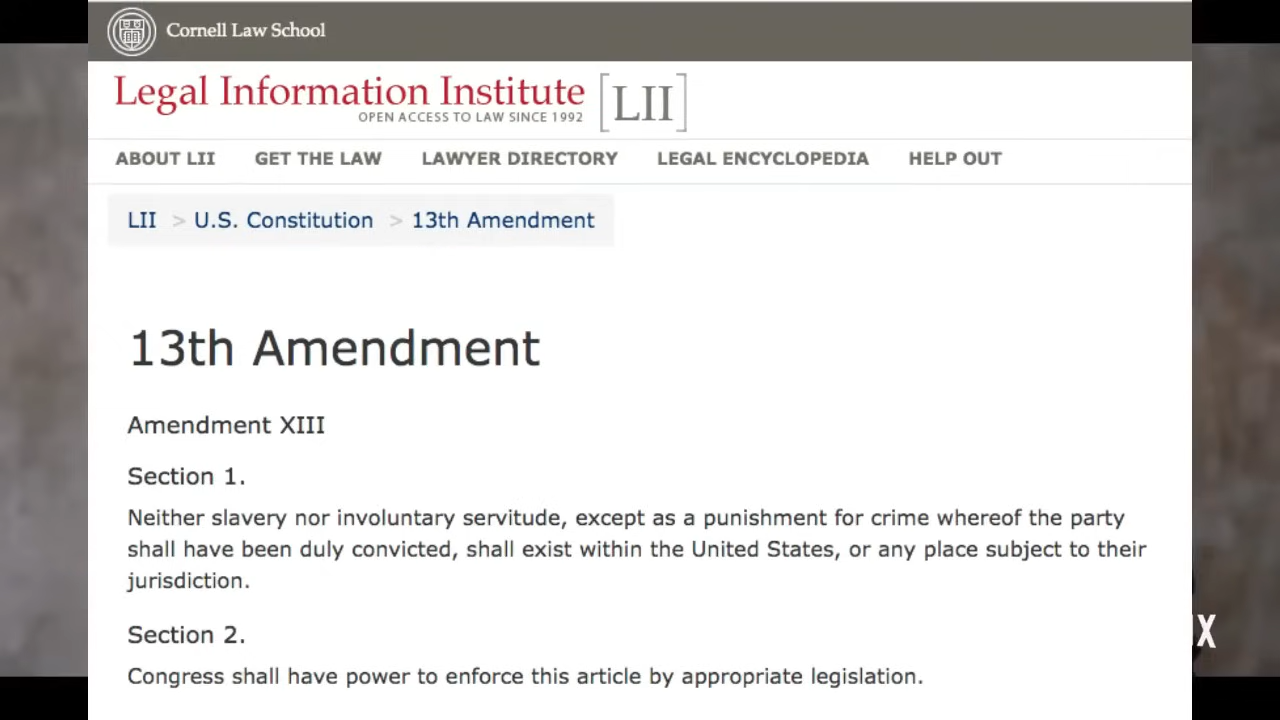 Cornell Law School
Legal Information Institute [LII]
OPEN ACCESS TO LAW SINCE 1992
ABOUT LII GET THE LAW LAWYER DIRECTORY LEGAL ENCYCLOPEDIA HELP OUT
LII > U.S. Constitution > 13th Amendment
13th Amendment
Amendment XIII
Section 1.
Neither slavery nor involuntary servitude, except as a punishment for crime whereof the party
shall have been duly convicted, shall exist within the United States, or any place subject to their
jurisdiction.
Section 2.
Congress shall have power to enforce this article by appropriate legislation.